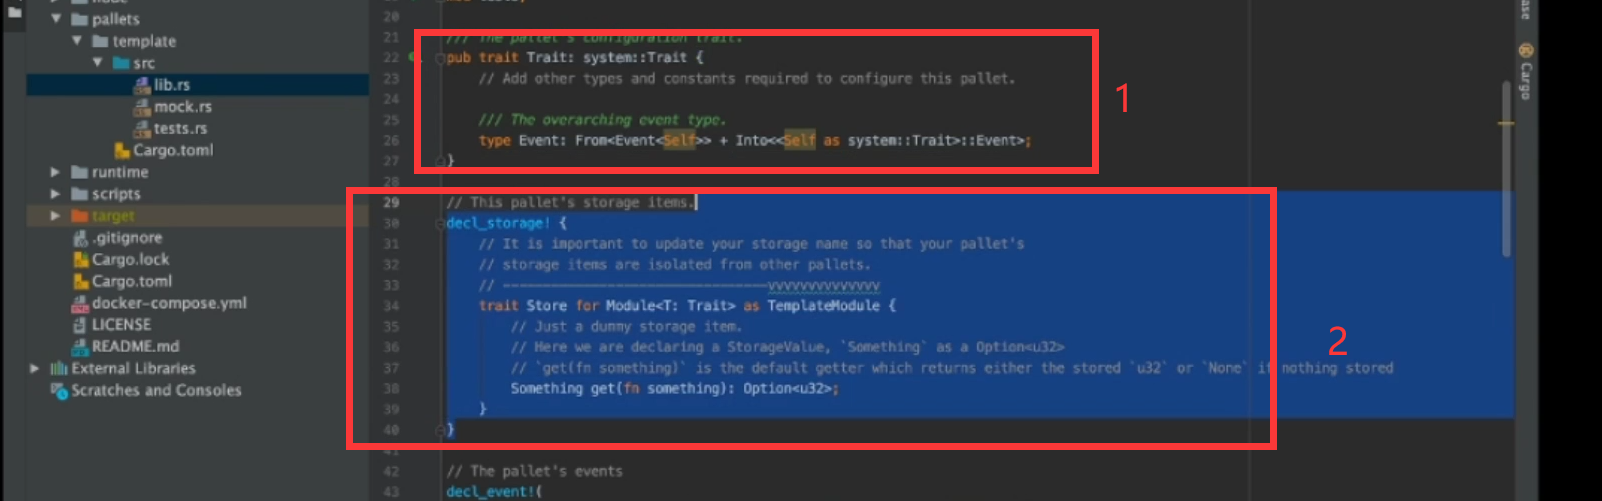 pallets
template
src
lib.rs
mock.rs
tests.rs
Cargo.toml
runtime
scripts
target
.gitignore
Cargo.lock
Cargo.toml
docker-compose.yml
LICENSE
README.md
External Libraries
Scratches and Consoles
20
21 /// The pallet's configuration trait.
22 pub trait Trait: system::Trait {
23 // Add other types and constants required to configure this pallet.
24
25 /// The overarching event type.
26 type Event: From<Event<Self>> + Into<<Self as system::Trait>::Event>;
27 }
28
29 // This pallet's storage items.
30 decl_storage! {
31 // It is important to update your storage name so that your pallet's
32 // storage items are isolated from other pallets.
33 // ---------------------------------vvvvvvvvvvvvvv
34 trait Store for Module<T: Trait> as TemplateModule {
35 // Just a dummy storage item.
36 // Here we are declaring a StorageValue, `Something` as a Option<u32>
37 // `get(fn something)` is the default getter which returns either the stored `u32` or `None` if nothing stored
38 Something get(fn something): Option<u32>;
39 }
40 }
41
42 // The pallet's events
43 decl_event!(
1
2
Cargo